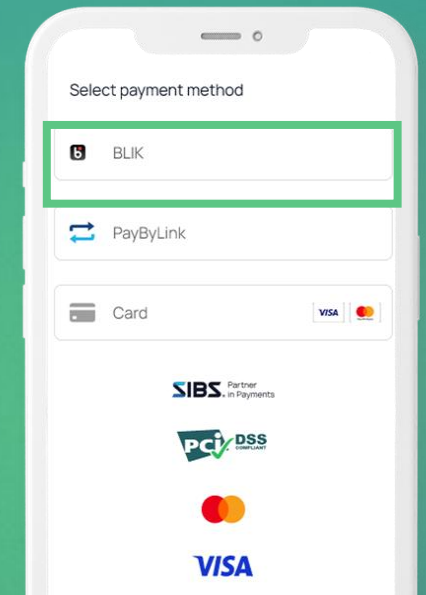 Select payment method
BLIK
PayByLink
Card
VISA
SIBS. Partner
in Payments
PCI DSS
COMPLIANT
VISA